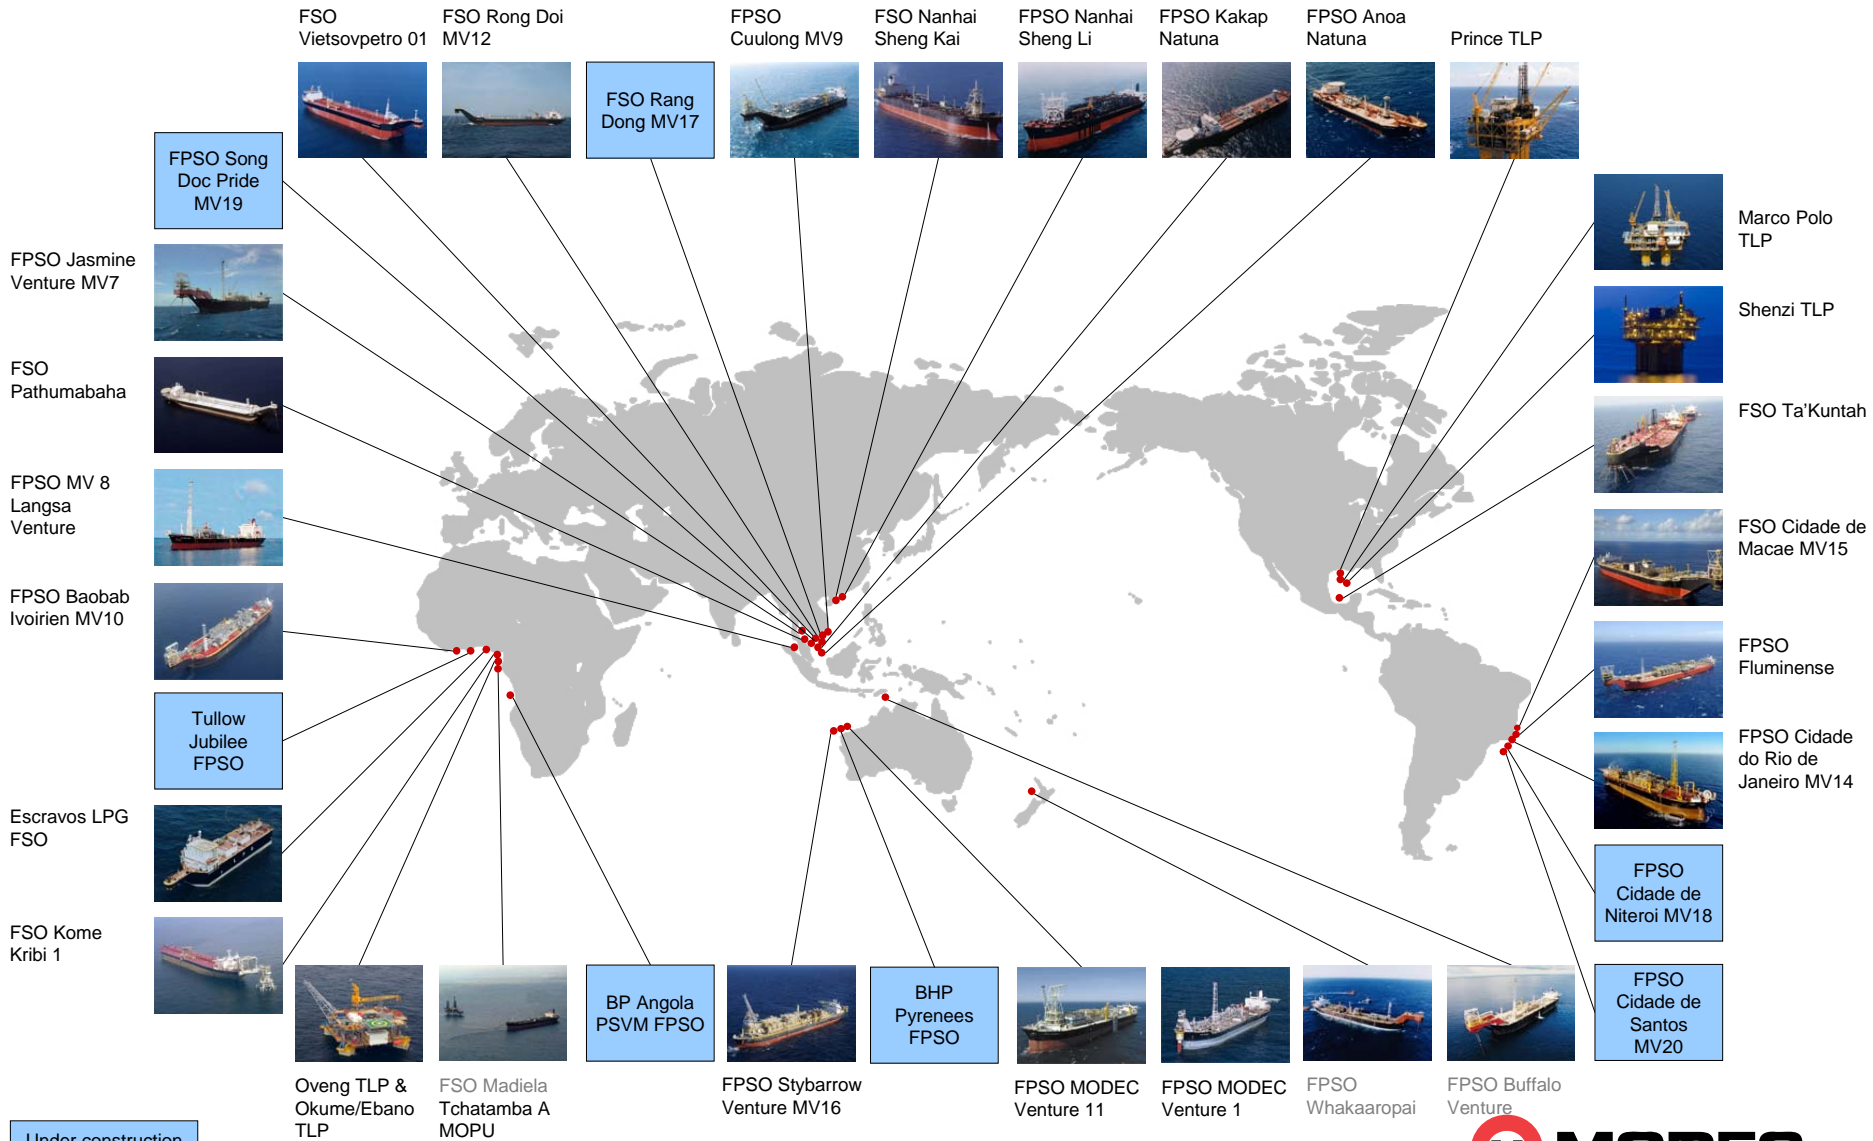 FSO
Vietsovpetro 01
FSO Rong Doi
MV12
FSO Rang
Dong MV17
FPSO
Cuulong MV9
FSO Nanhai
Sheng Kai
FPSO Nanhai
Sheng Li
FPSO Kakap
Natuna
FPSO Anoa
Natuna
Prince TLP
FPSO Song
Doc Pride
MV19
FPSO Jasmine
Venture MV7
FSO
Pathumabaha
FPSO MV 8
Langsa
Venture
FPSO Baobab
Ivoirien MV10
Tullow
Jubilee
FPSO
Escravos LPG
FSO
FSO Kome
Kribi 1
Marco Polo
TLP
Shenzi TLP
FSO Ta'Kuntah
FSO Cidade de
Macae MV15
FPSO
Fluminense
FPSO Cidade
do Rio de
Janeiro MV14
FPSO
Cidade de
Niteroi MV18
FPSO
Cidade de
Santos
MV20
Oveng TLP &
Okume/Ebano
TLP
FSO Madiela
Tchatamba A
MOPU
BP Angola
PSVM FPSO
FPSO Stybarrow
Venture MV16
BHP
Pyrenees
FPSO
FPSO MODEC
Venture 11
FPSO MODEC
Venture 1
FPSO
Whakaaropai
FPSO Buffalo
Venture
Under construction
MODEC